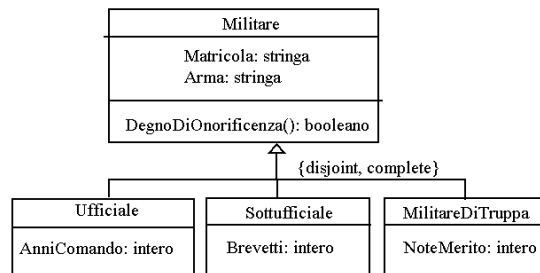 Militare
Matricola: stringa
Arma: stringa
DegnoDiOnorificenza(): booleano
{disjoint, complete}
Ufficiale
AnniComando: intero
Sottufficiale
Brevetti: intero
MilitareDiTruppa
NoteMerito: intero